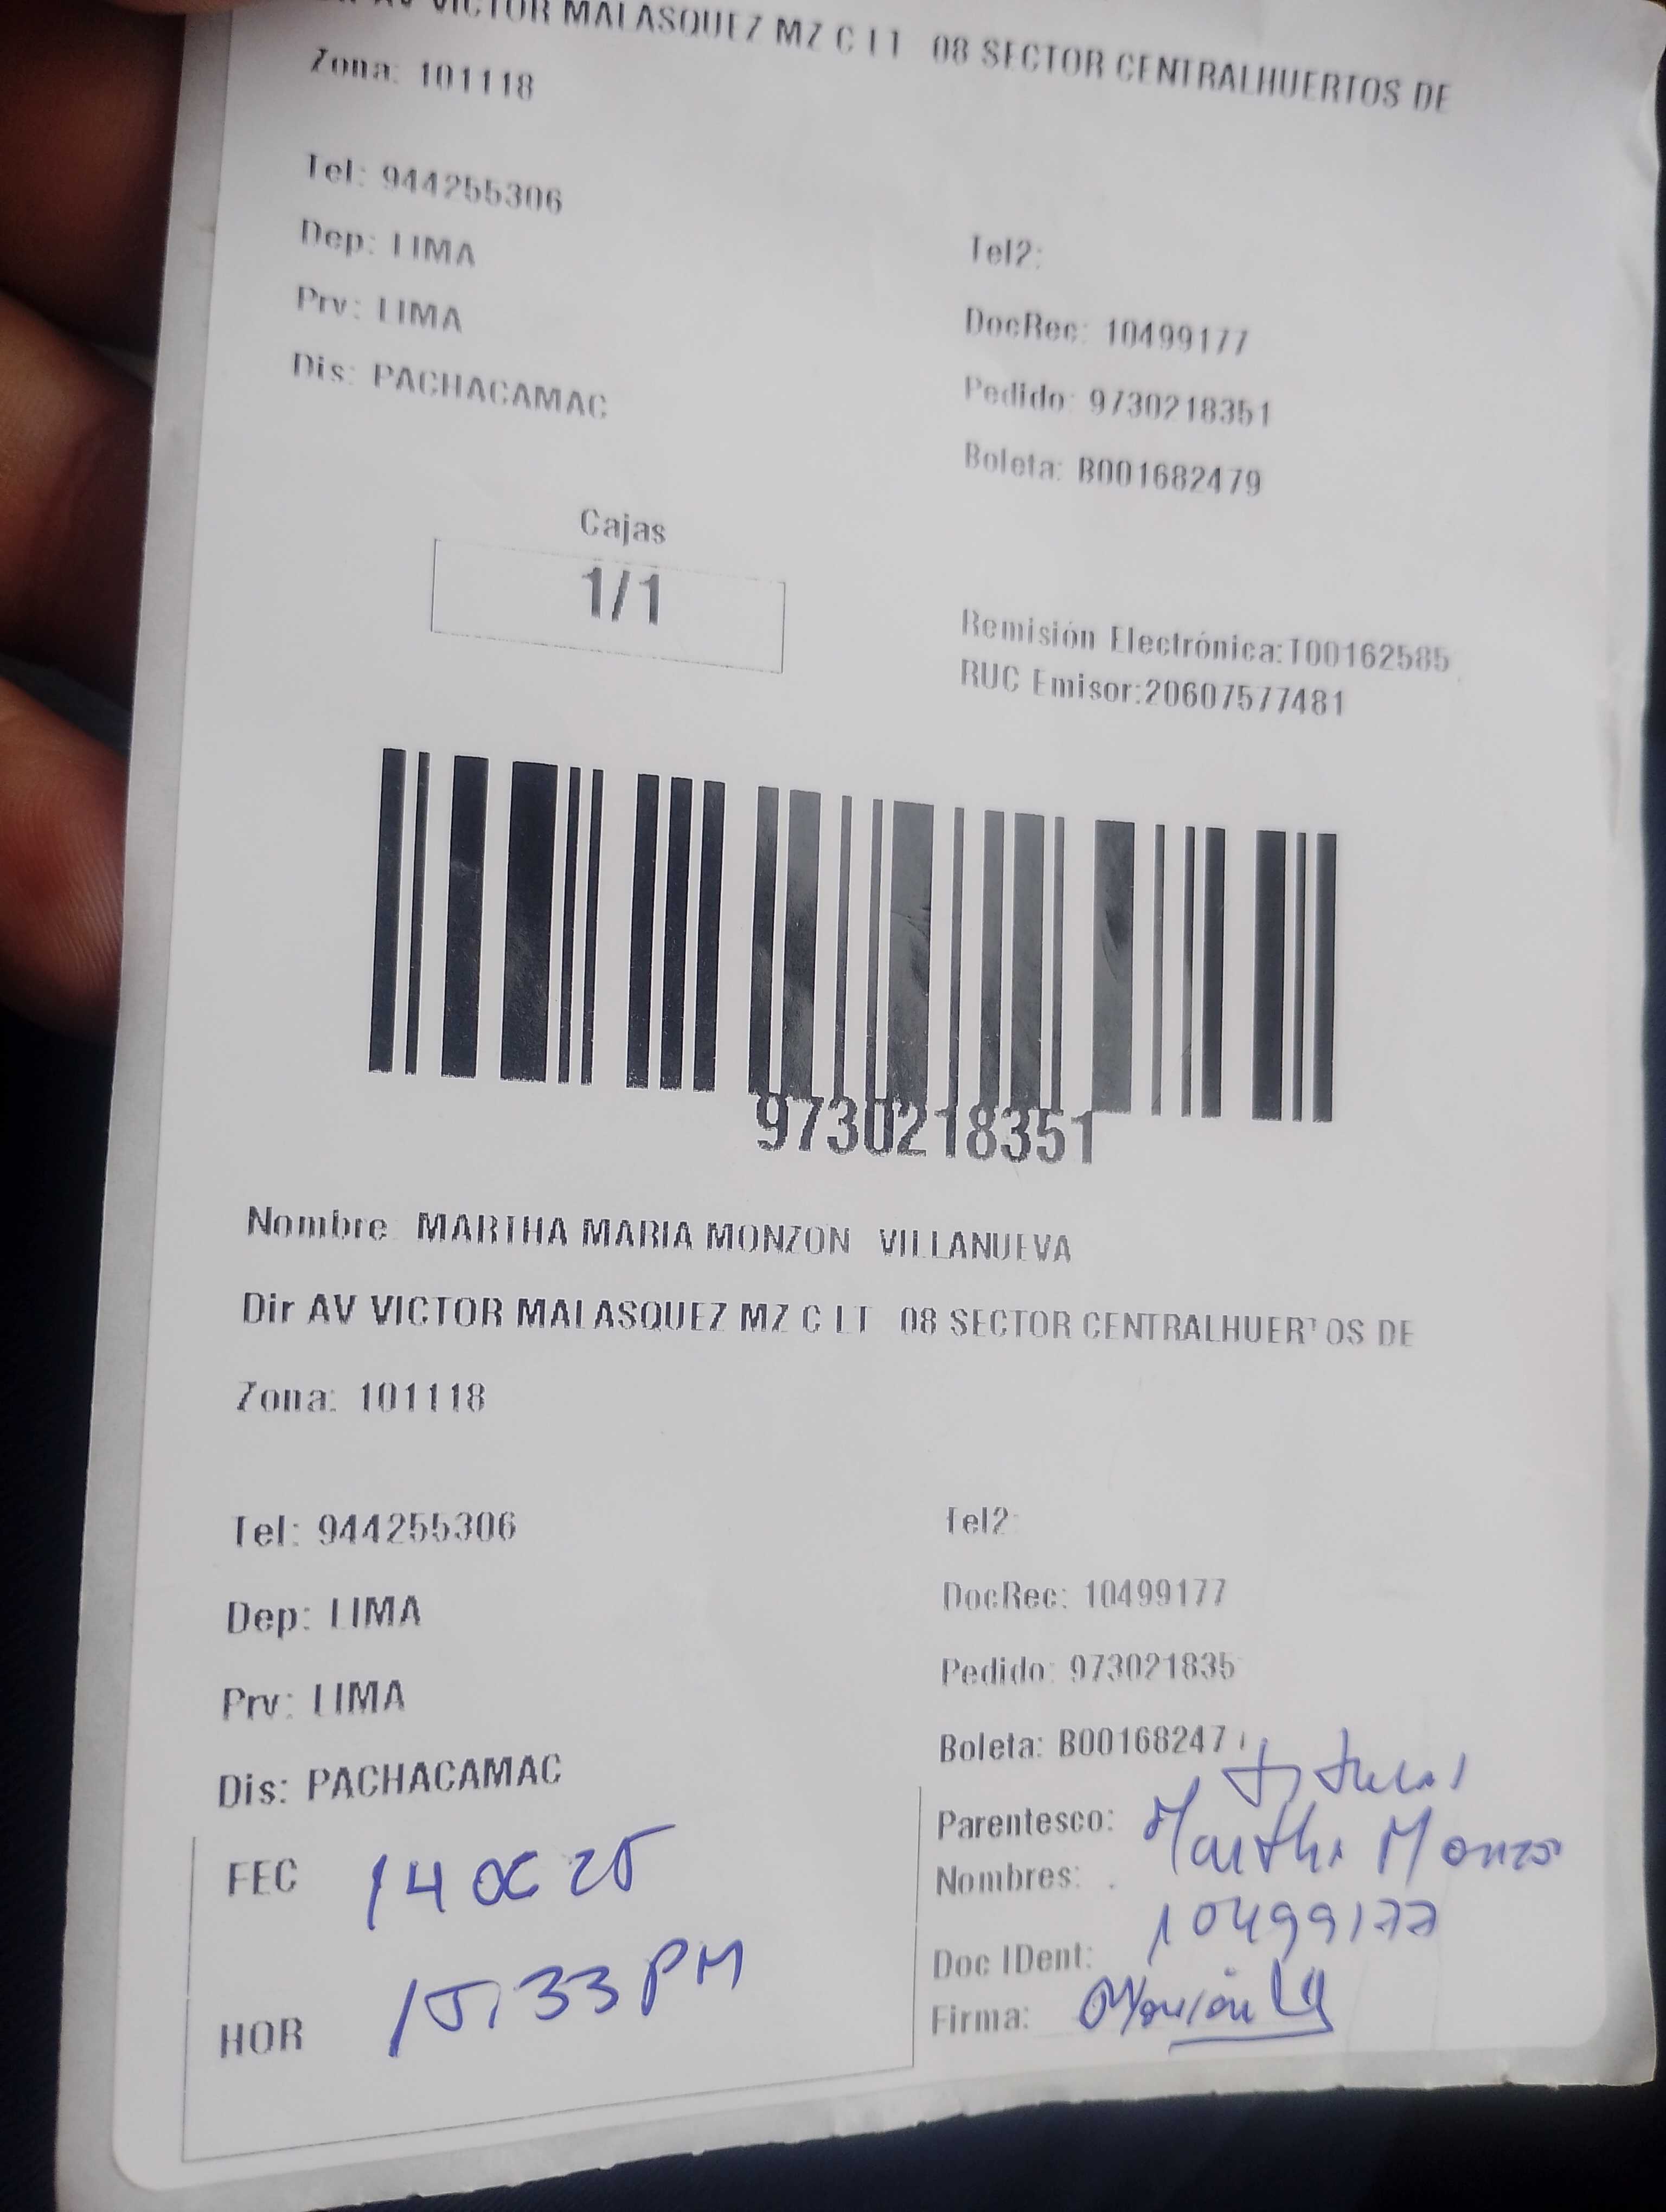 AV VICTOR MALASQUEZ MZ C LT 08 SECTOR CENTRALHUERTOS DE
Zona: 101118
Tel: 944255306
Tel2:
Dep: LIMA
DocRec: 10499177
Prv: LIMA
Pedido: 9730218351
Dis: PACHACAMAC
Boleta: B001682479
Cajas
1/1
Remisión Electrónica:T00162585
RUC Emisor:20607577481
9730218351
Nombre MARTHA MARIA MONZON VILLANUEVA
Dir AV VICTOR MALASQUEZ MZ C LT 08 SECTOR CENTRALHUERTOS DE
Zona: 101118
Tel: 944255306
Tel2:
Dep: LIMA
DocRec: 10499177
Prv: LIMA
Pedido: 973021835
Boleta: B00168247
Dis: PACHACAMAC
Parentesco:
Nombres: Martha Monzon
Doc IDent: 10499177
Firma:
FEC 14 OC 25
HOR 15:33 PM